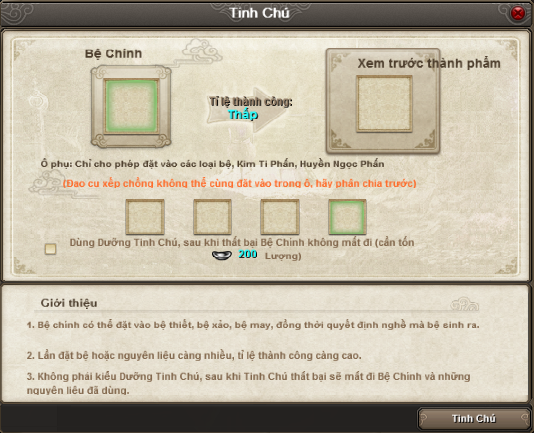 Tinh Chú
Bệ Chính
Xem trước thành phẩm
Tỉ lệ thành công:
Thấp
Ô phụ: Chỉ cho phép đặt vào các loại bệ, Kim Ti Phấn, Huyền Ngọc Phấn
(Đạo cụ xếp chồng không thể cùng đặt vào trong ô, hãy phân chia trước)
Dùng Dưỡng Tinh Chú, sau khi thất bại Bệ Chính không mất đi (cần tốn
200 Lượng)
Giới thiệu
1. Bệ chính có thể đặt vào bệ thiết, bệ xảo, bệ may, đồng thời quyết định nghề mà bệ sinh ra.
2. Lần đặt bệ hoặc nguyên liệu càng nhiều, tỉ lệ thành công càng cao.
3. Không phải kiểu Dưỡng Tinh Chú, sau khi Tinh Chú thất bại sẽ mất đi Bệ Chính và những
nguyên liệu đã dùng.
Tinh Chú